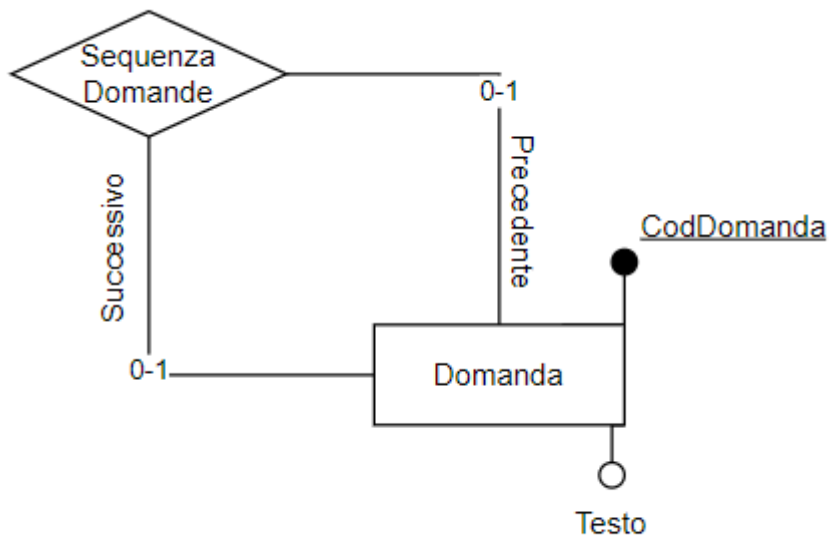 Sequenza
Domande
0-1
Precedente
Successivo
CodDomanda
0-1
Domanda
Testo